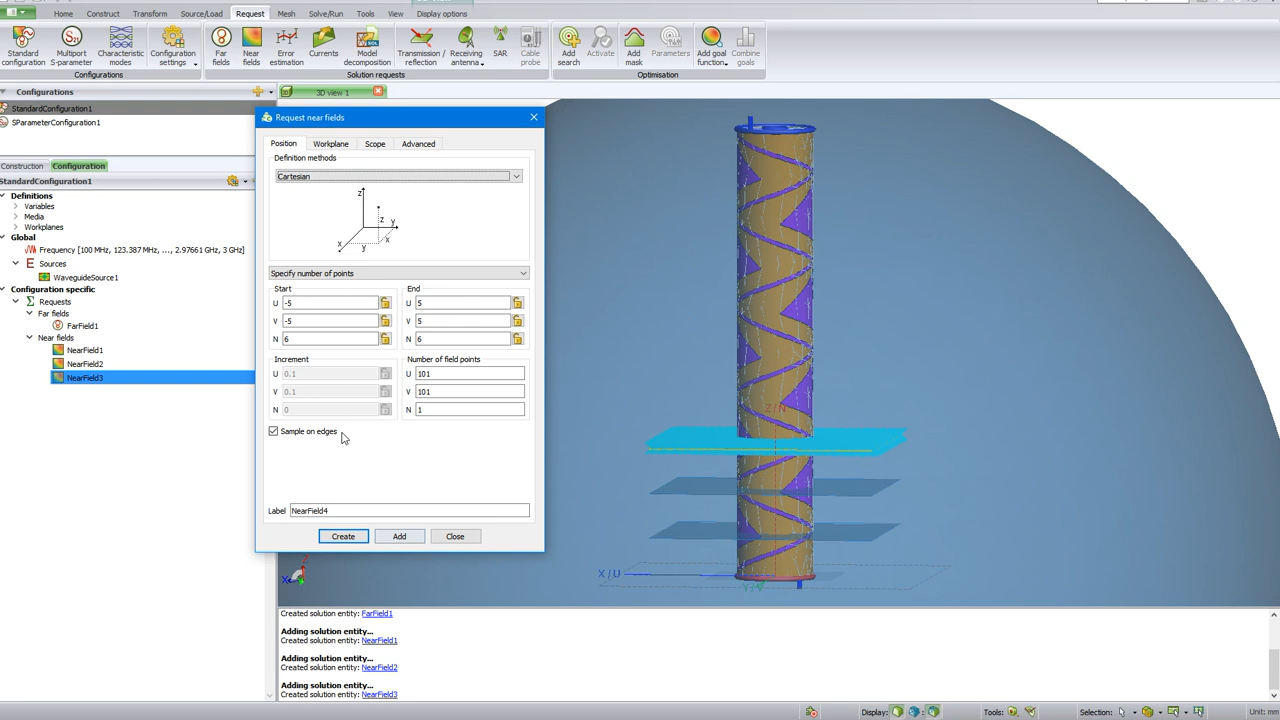 Home Construct Transform Source/Load Request Mesh Solve/Run Tools View Display options
Standard configuration
Multiport S-parameter
Characteristic modes
Configuration settings
Far fields
Near fields
Error estimation
Currents
Model decomposition
Transmission / reflection
Receiving antenna
SAR
Cable probe
Add search
Activate
Add mask
Parameters
Add goal function
Combine goals
Configurations
Solution requests
Optimisation
Configurations
StandardConfiguration1
SParameterConfiguration1
Construction Configuration
StandardConfiguration1
Definitions
Variables
Media
Workplanes
Global
Frequency [100 MHz, 123.387 MHz, ..., 2.97661 GHz, 3 GHz]
Sources
WaveguideSource1
Configuration specific
Requests
Far fields
FarField1
Near fields
NearField1
NearField2
NearField3
3D view 1
Request near fields
Position Workplane Scope Advanced
Definition methods
Cartesian
z
z
y
x
x
y
Specify number of points
Start End
U -5 U 5
V -5 V 5
N 6 N 6
Increment Number of field points
U 0.1 U 101
V 0.1 V 101
N 0 N 1
Sample on edges
Label NearField4
Create Add Close
Z/N
X/U
Y/V
Z
X
Created solution entity: FarField1
Adding solution entity...
Created solution entity: NearField1
Adding solution entity...
Created solution entity: NearField2
Adding solution entity...
Created solution entity: NearField3
Display: Tools: Selection: Unit: mm